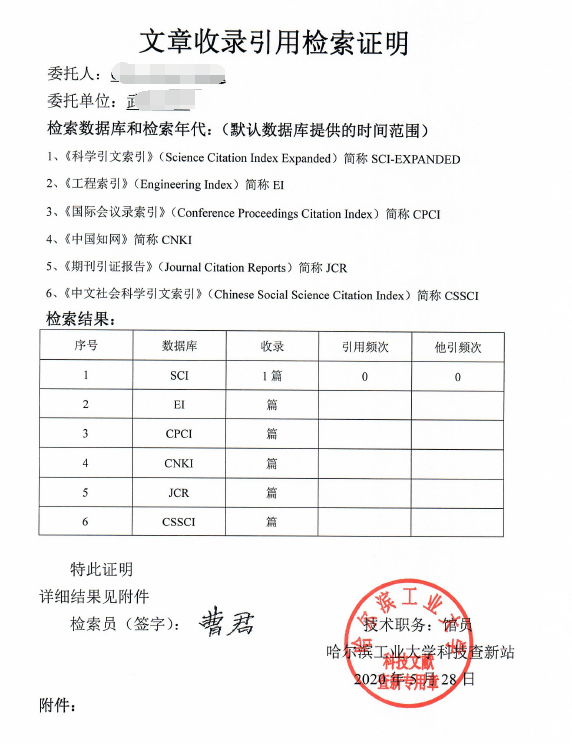 文章收录引用检索证明
委托人：
委托单位：
检索数据库和检索年代：（默认数据库提供的时间范围）
1、《科学引文索引》（Science Citation Index Expanded）简称 SCI-EXPANDED
2、《工程索引》（Engineering Index）简称 EI
3、《国际会议录索引》（Conference Proceedings Citation Index）简称 CPCI
4、《中国知网》简称 CNKI
5、《期刊引证报告》（Journal Citation Reports）简称 JCR
6、《中文社会科学引文索引》（Chinese Social Science Citation Index）简称 CSSCI
检索结果：
序号 数据库 收录 引用频次 他引频次
1 SCI 1 篇 0 0
2 EI 篇
3 CPCI 篇
4 CNKI 篇
5 JCR 篇
6 CSSCI 篇
特此证明
详细结果见附件
检索员（签字）： 曹君 技术职务：馆员
哈尔滨工业大学科技查新站
2020 年 5 月 28 日
哈尔滨工业大学
科技文献
查新专用章
附件：